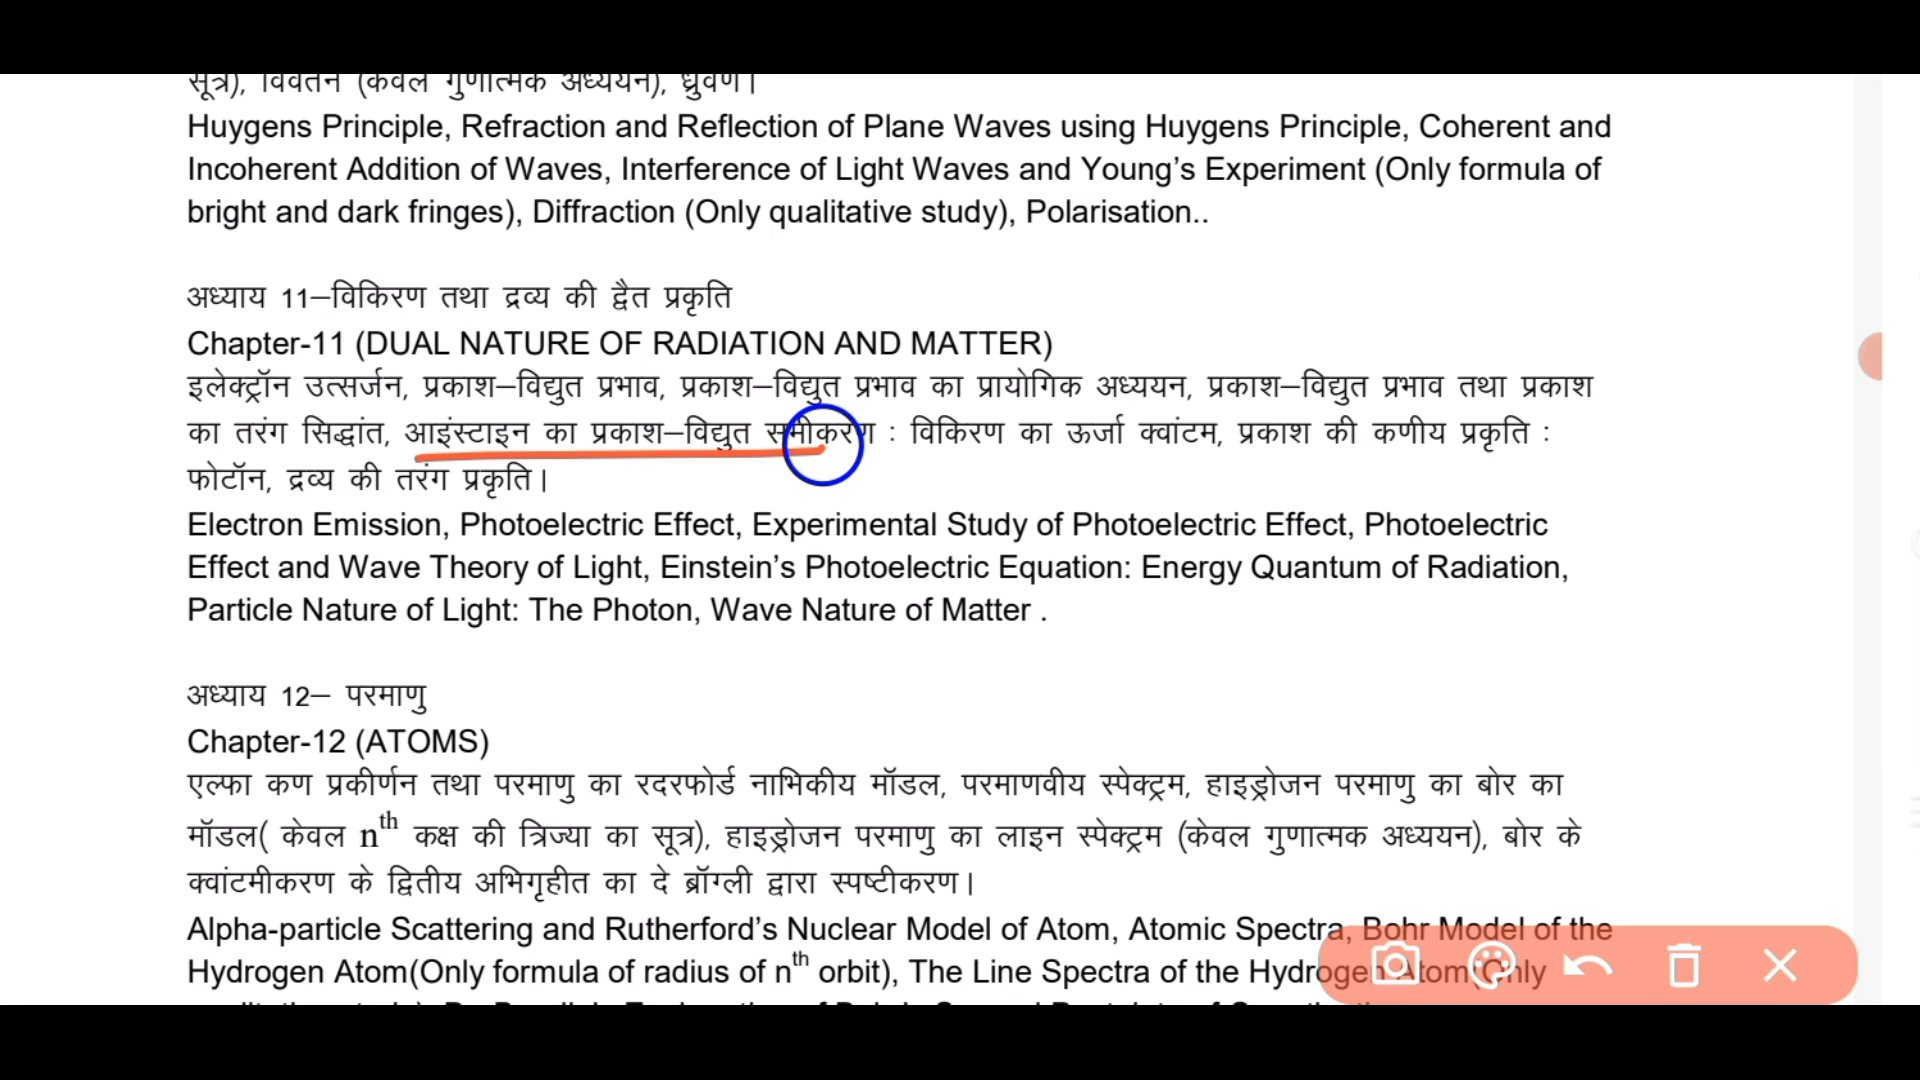 सूत्र), विवर्तन (केवल गुणात्मक अध्ययन), ध्रुवण।
Huygens Principle, Refraction and Reflection of Plane Waves using Huygens Principle, Coherent and
Incoherent Addition of Waves, Interference of Light Waves and Young’s Experiment (Only formula of
bright and dark fringes), Diffraction (Only qualitative study), Polarisation..
अध्याय 11–विकिरण तथा द्रव्य की द्वैत प्रकृति
Chapter-11 (DUAL NATURE OF RADIATION AND MATTER)
इलेक्ट्रॉन उत्सर्जन, प्रकाश–विद्युत प्रभाव, प्रकाश–विद्युत प्रभाव का प्रायोगिक अध्ययन, प्रकाश–विद्युत प्रभाव तथा प्रकाश
का तरंग सिद्धांत, आइंस्टाइन का प्रकाश–विद्युत समीकरण : विकिरण का ऊर्जा क्वांटम, प्रकाश की कणीय प्रकृति :
फोटॉन, द्रव्य की तरंग प्रकृति।
Electron Emission, Photoelectric Effect, Experimental Study of Photoelectric Effect, Photoelectric
Effect and Wave Theory of Light, Einstein’s Photoelectric Equation: Energy Quantum of Radiation,
Particle Nature of Light: The Photon, Wave Nature of Matter .
अध्याय 12– परमाणु
Chapter-12 (ATOMS)
एल्फा कण प्रकीर्णन तथा परमाणु का रदरफोर्ड नाभिकीय मॉडल, परमाणवीय स्पेक्ट्रम, हाइड्रोजन परमाणु का बोर का
मॉडल( केवल nth कक्ष की त्रिज्या का सूत्र), हाइड्रोजन परमाणु का लाइन स्पेक्ट्रम (केवल गुणात्मक अध्ययन), बोर के
क्वांटमीकरण के द्वितीय अभिगृहीत का दे ब्रॉग्ली द्वारा स्पष्टीकरण।
Alpha-particle Scattering and Rutherford’s Nuclear Model of Atom, Atomic Spectra, Bohr Model of the
Hydrogen Atom(Only formula of radius of nth orbit), The Line Spectra of the Hydrogen Atom(Only